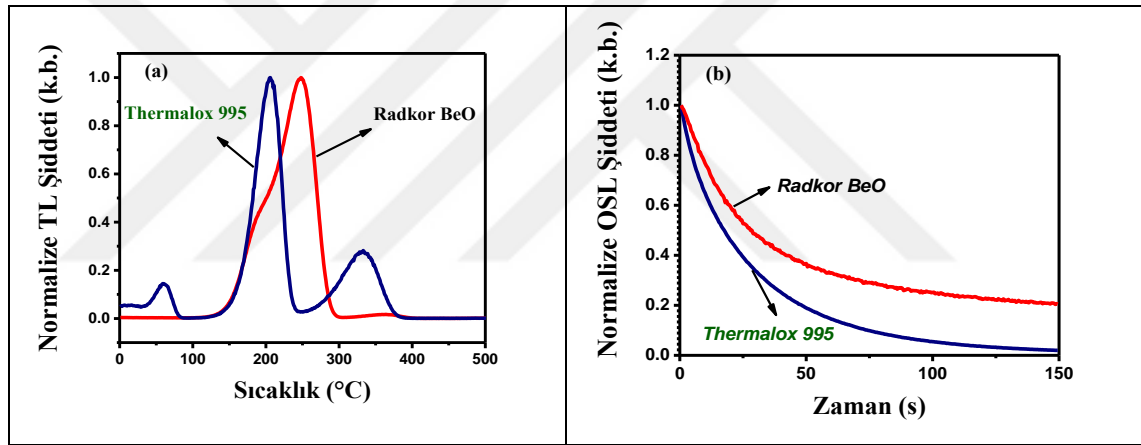 (a)
Thermalox 995
Radkor BeO
Normalize TL Şiddeti (k.b.)
1.0
0.8
0.6
0.4
0.2
0.0
0 100 200 300 400 500
Sıcaklık (°C)
(b)
Radkor BeO
Thermalox 995
Normalize OSL Şiddeti (k.b.)
1.2
1.0
0.8
0.6
0.4
0.2
0.0
0 50 100 150
Zaman (s)